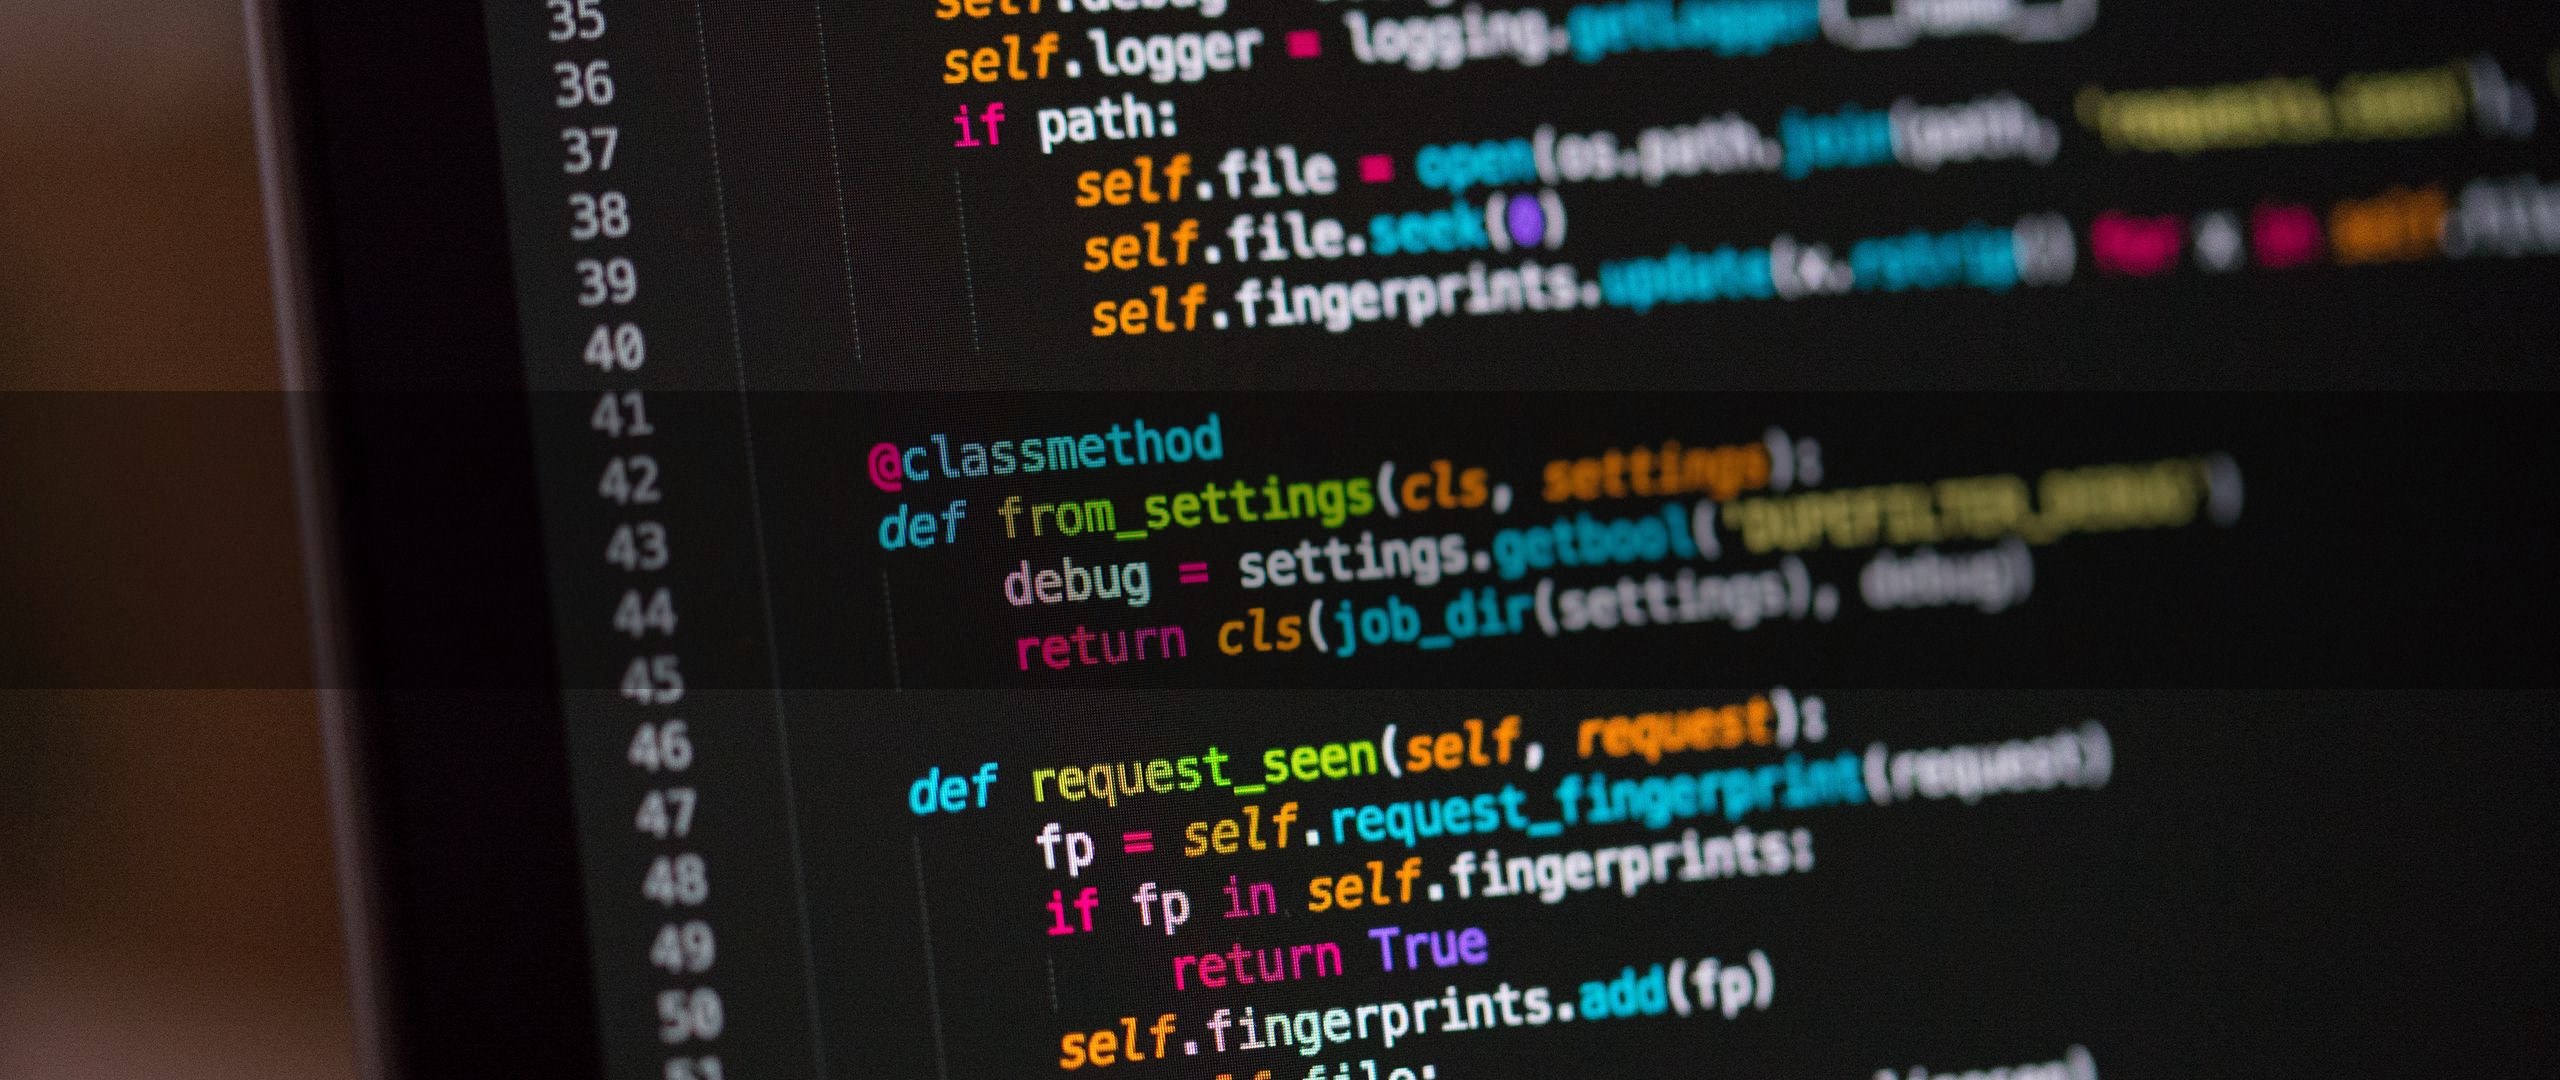 35 self.debug
36 self.logger = logging.getLogger(__name__)
37 if path:
38 self.file = open(os.path.join(path, 'requests.seen'),
39 self.file.seek(0)
40 self.fingerprints.update(x.rstrip() for x in self.file
41
42 @classmethod
43 def from_settings(cls, settings):
44 debug = settings.getbool('DUPEFILTER_DEBUG')
45 return cls(job_dir(settings), debug)
46
47 def request_seen(self, request):
48 fp = self.request_fingerprint(request)
49 if fp in self.fingerprints:
50 return True
51 self.fingerprints.add(fp)
self.file: